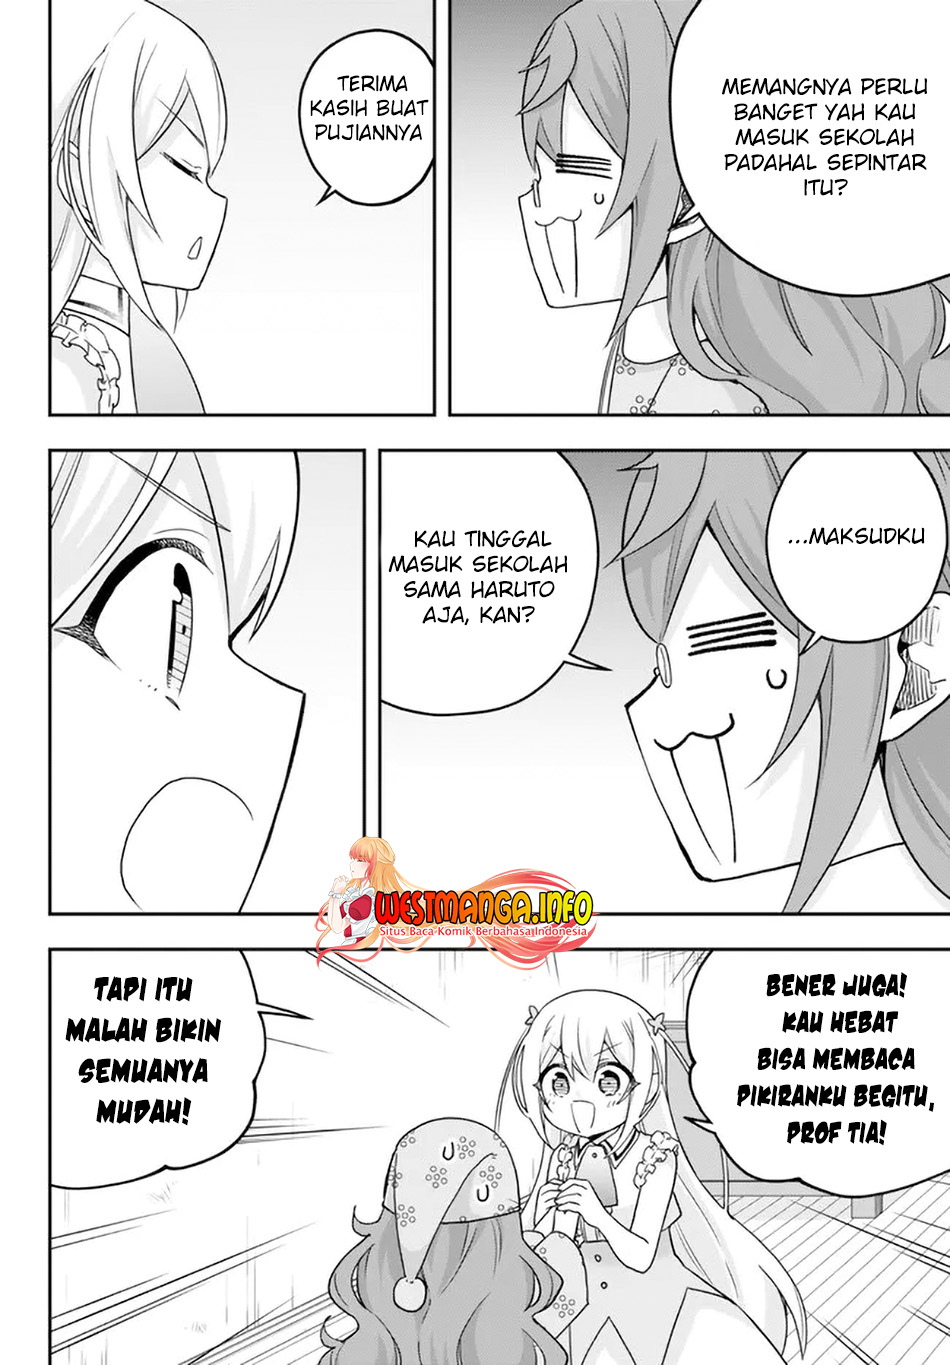 MEMANGNYA PERLU
BANGET YAH KAU
MASUK SEKOLAH
PADAHAL SEPINTAR
ITU?
TERIMA
KASIH BUAT
PUJIANNYA
...MAKSUDKU
KAU TINGGAL
MASUK SEKOLAH
SAMA HARUTO
AJA, KAN?
WESTMANGA.INFO
Situs Baca Komik Berbahasa Indonesia
BENER JUGA!
KAU HEBAT
BISA MEMBACA
PIKIRANKU BEGITU,
PROF TIA!
TAPI ITU
MALAH BIKIN
SEMUANYA
MUDAH!